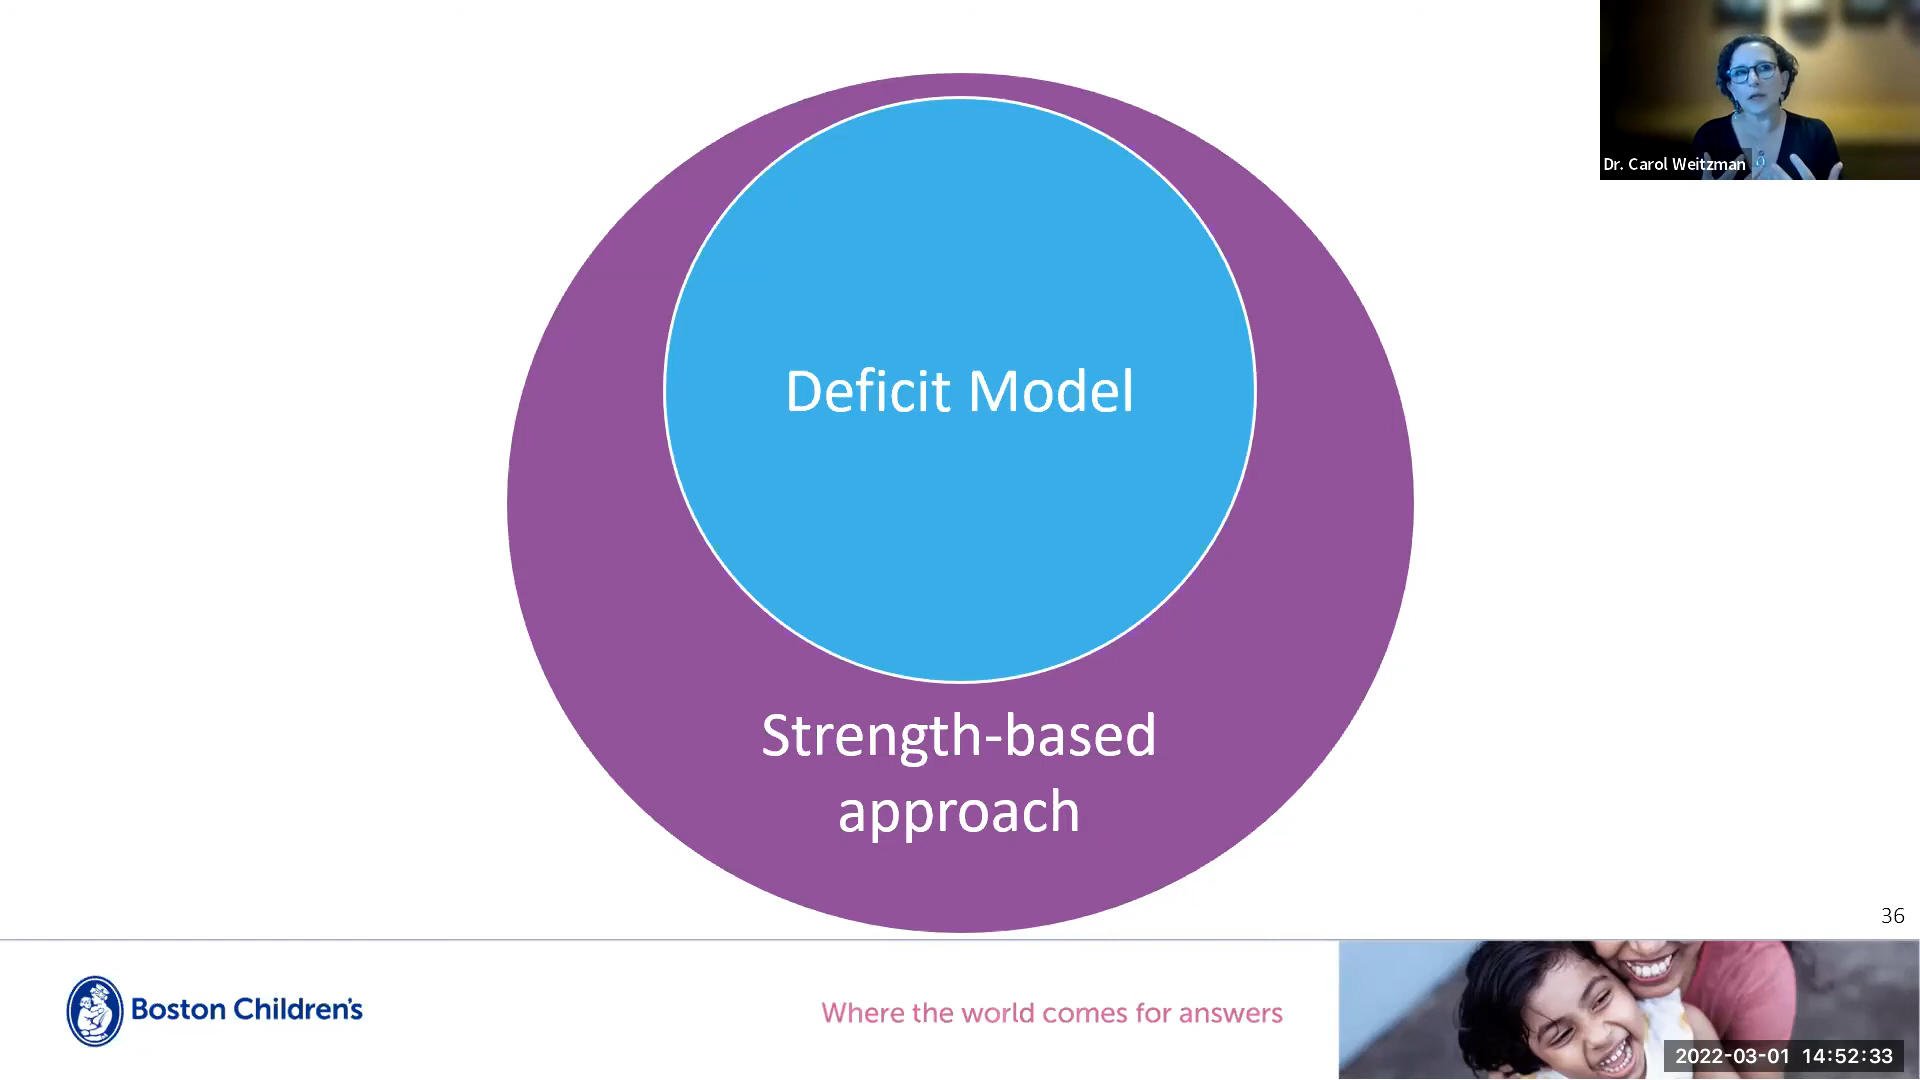 Dr. Carol Weitzman
Deficit Model
Strength-based
approach
36
Boston Children's
Where the world comes for answers
2022-03-01 14:52:33